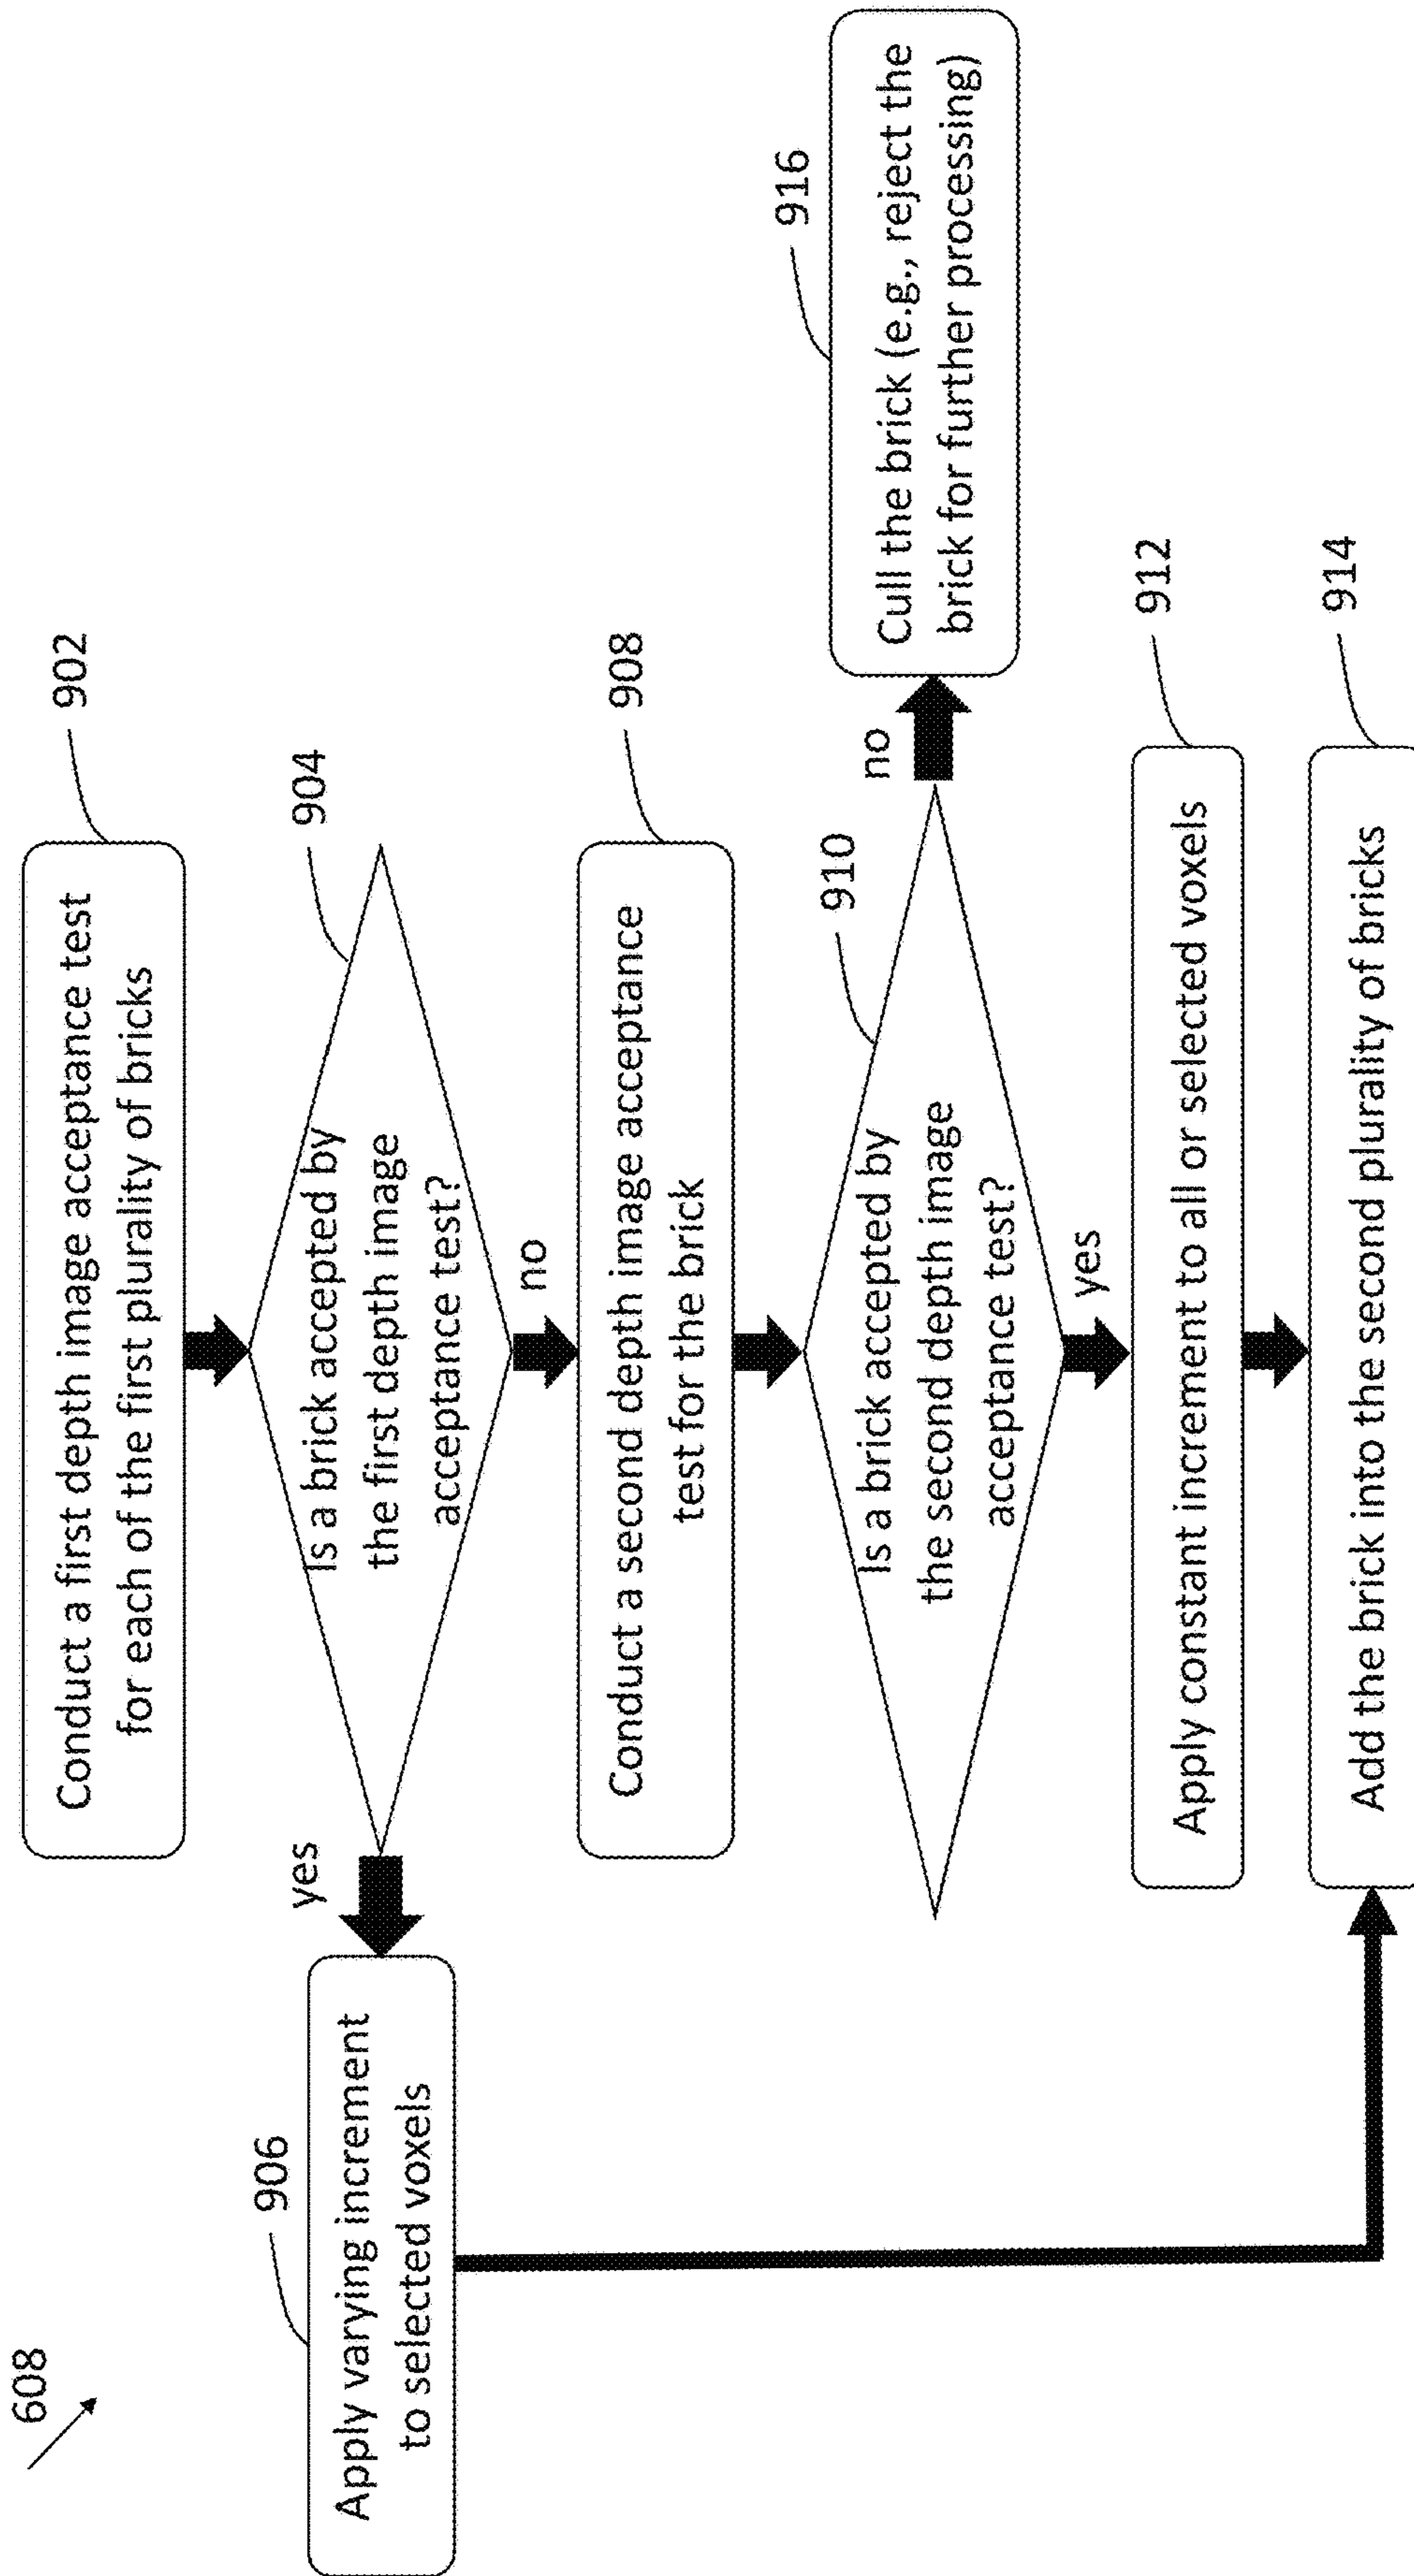 608
902
Conduct a first depth image acceptance test
for each of the first plurality of bricks
904
Is a brick accepted by
the first depth image
acceptance test?
yes
no
906
Apply varying increment
to selected voxels
908
Conduct a second depth image acceptance
test for the brick
910
Is a brick accepted by
the second depth image
acceptance test?
no
yes
916
Cull the brick (e.g., reject the
brick for further processing)
912
Apply constant increment to all or selected voxels
914
Add the brick into the second plurality of bricks